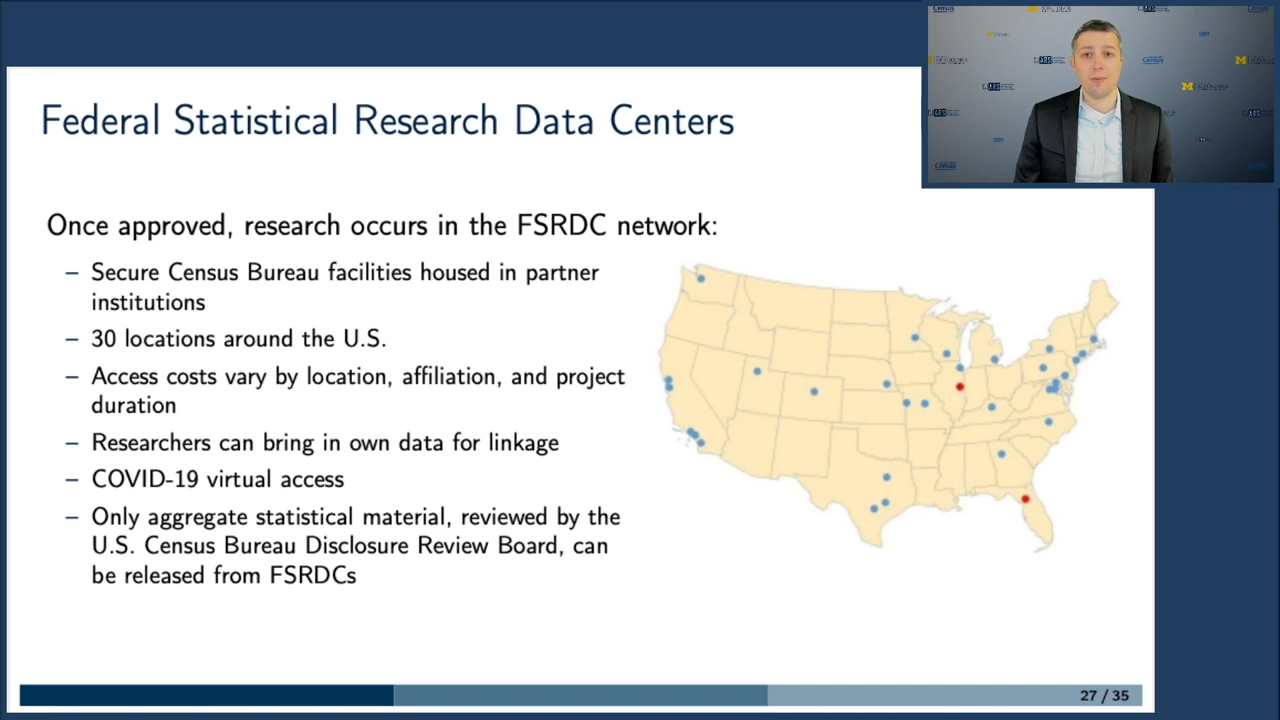 Federal Statistical Research Data Centers
Once approved, research occurs in the FSRDC network:
– Secure Census Bureau facilities housed in partner
institutions
– 30 locations around the U.S.
– Access costs vary by location, affiliation, and project
duration
– Researchers can bring in own data for linkage
– COVID-19 virtual access
– Only aggregate statistical material, reviewed by the
U.S. Census Bureau Disclosure Review Board, can
be released from FSRDCs
27 / 35
Census
Census
Census
M